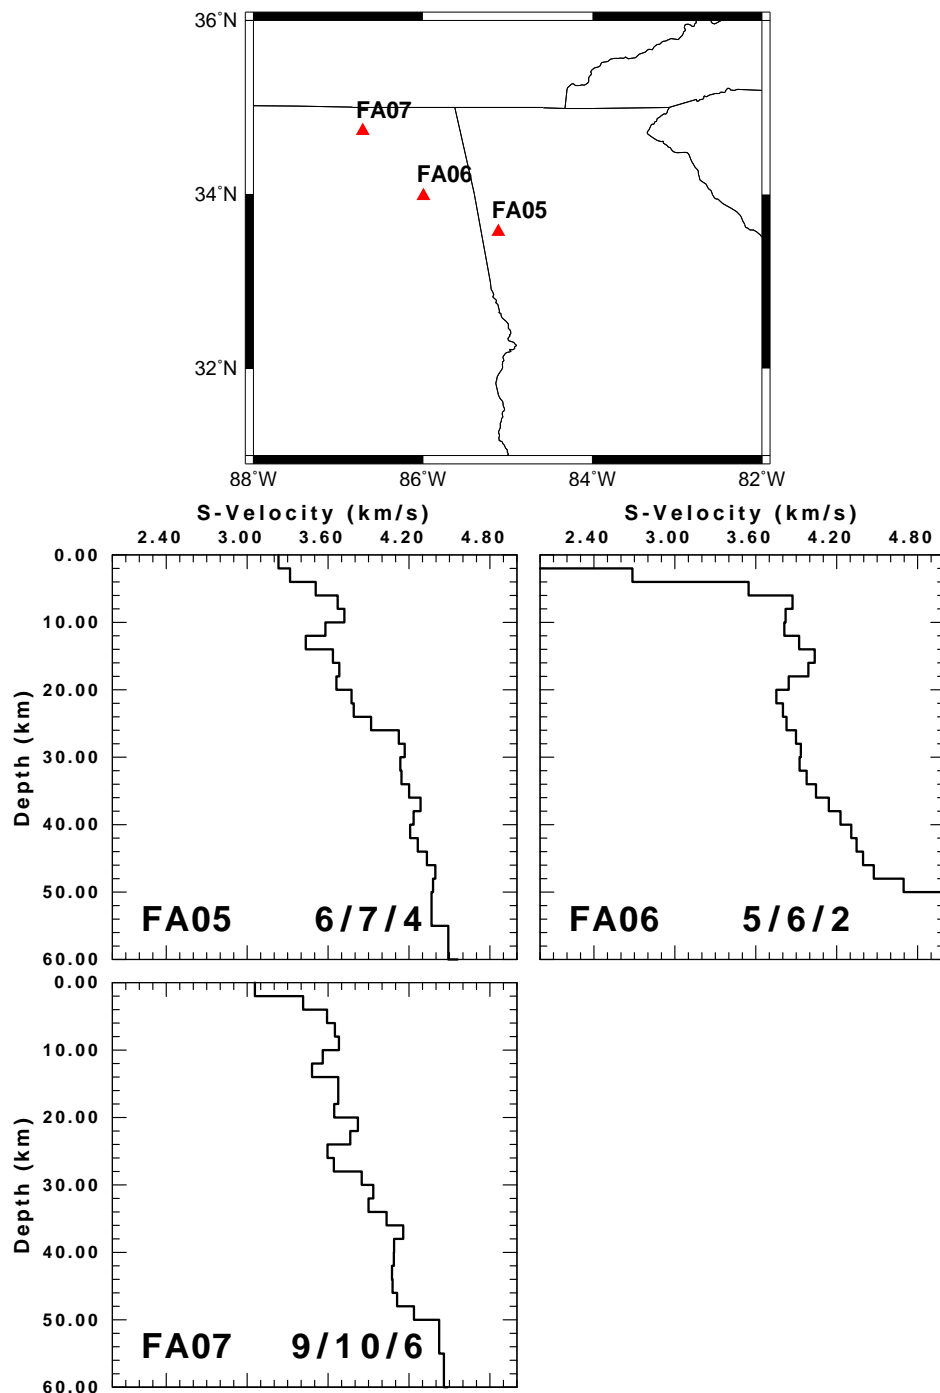 36°N
FA07
FA06
34°N
FA05
32°N
88°W 86°W 84°W 82°W
S-Velocity (km/s) S-Velocity (km/s)
2.40 3.00 3.60 4.20 4.80 2.40 3.00 3.60 4.20 4.80
0.00
10.00
20.00
Depth (km)
30.00
40.00
50.00
FA05 6/7/4 FA06 5/6/2
60.00
0.00
10.00
20.00
Depth (km)
30.00
40.00
50.00
FA07 9/10/6
60.00